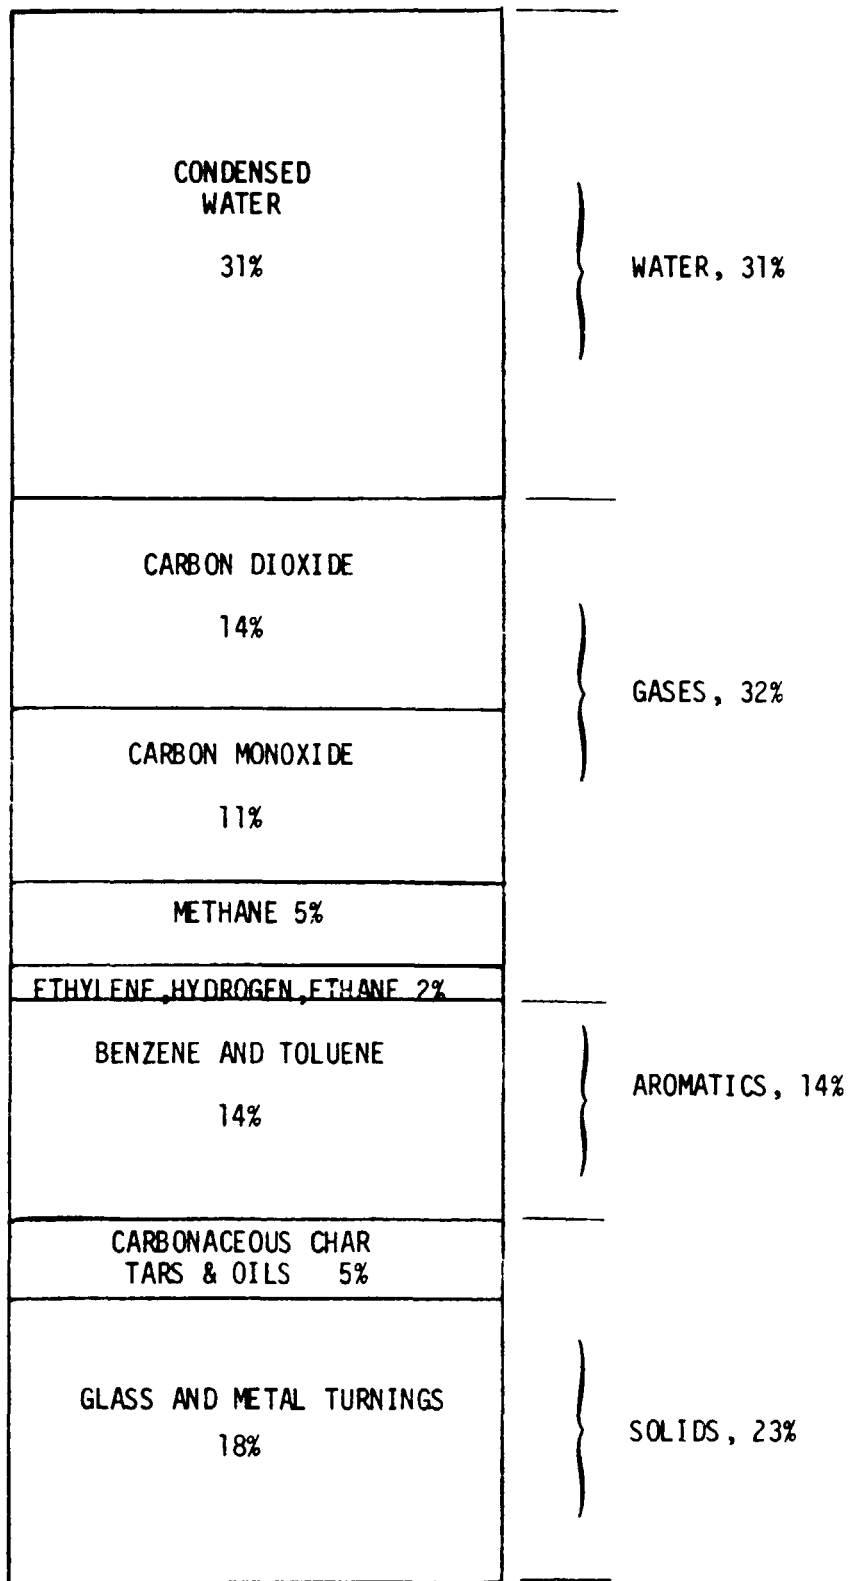 CONDENSED
WATER
31%
WATER, 31%
CARBON DIOXIDE
14%
GASES, 32%
CARBON MONOXIDE
11%
METHANE 5%
ETHYLENE,HYDROGEN,ETHANE 2%
BENZENE AND TOLUENE
14%
AROMATICS, 14%
CARBONACEOUS CHAR
TARS & OILS 5%
GLASS AND METAL TURNINGS
18%
SOLIDS, 23%